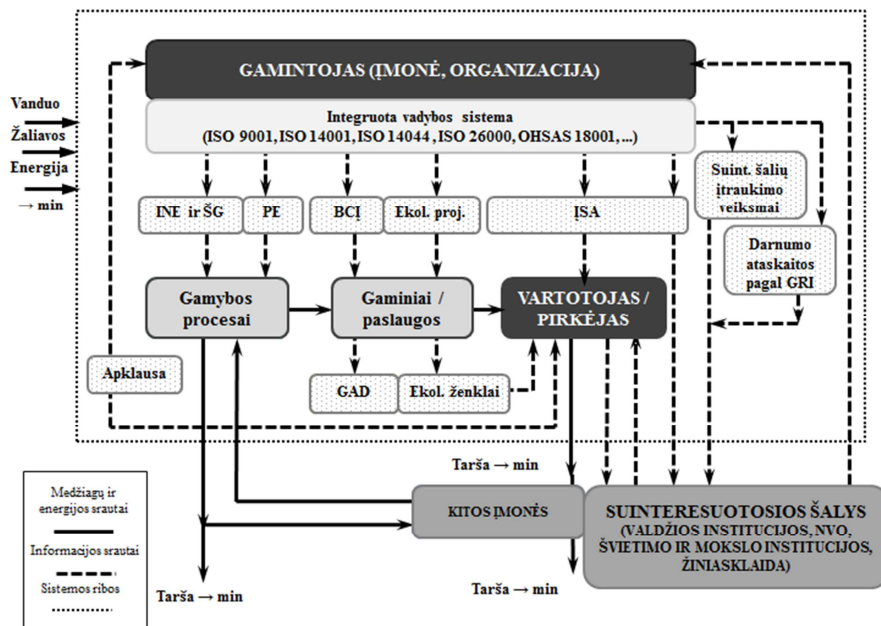 GAMINTOJAS (ĮMONĖ, ORGANIZACIJA)
Integruota vadybos sistema
(ISO 9001, ISO 14001, ISO 14044, ISO 26000, OHSAS 18001, ...)
Vanduo
Žaliavos
Energija
→ min
INE ir ŠG
PE
BCĮ
Ekol. proj.
ĮSA
Suint. šalių
įtraukimo
veiksmai
Darnumo
ataskaitos
pagal GRI
Gamybos
procesai
Gaminiai /
paslaugos
VARTOTOJAS /
PIRKĖJAS
Apklausa
GAD
Ekol. ženklai
Tarša → min
KITOS ĮMONĖS
SUINTERESUOTOSIOS ŠALYS
(VALDŽIOS INSTITUCIJOS, NVO,
ŠVIETIMO IR MOKSLO INSTITUCIJOS,
ŽINIASKLAIDA)
Medžiagų ir
energijos srautai
Informacijos srautai
Sistemos ribos
Tarša → min
Tarša → min